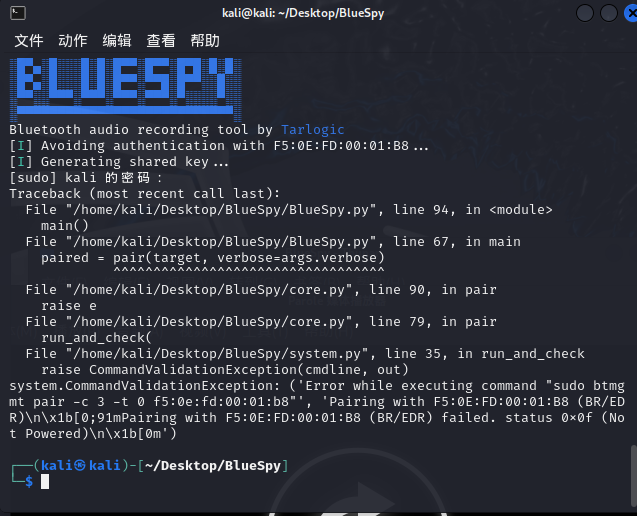 kali@kali: ~/Desktop/BlueSpy
文件 动作 编辑 查看 帮助
BLUESPY
Bluetooth audio recording tool by Tarlogic
[I] Avoiding authentication with F5:0E:FD:00:01:B8...
[I] Generating shared key...
[sudo] kali 的密码：
Traceback (most recent call last):
  File "/home/kali/Desktop/BlueSpy/BlueSpy.py", line 94, in <module>
    main()
  File "/home/kali/Desktop/BlueSpy/BlueSpy.py", line 67, in main
    paired = pair(target, verbose=args.verbose)
             ^^^^^^^^^^^^^^^^^^^^^^^^^^^^^^^^^^
  File "/home/kali/Desktop/BlueSpy/core.py", line 90, in pair
    raise e
  File "/home/kali/Desktop/BlueSpy/core.py", line 79, in pair
    run_and_check(
  File "/home/kali/Desktop/BlueSpy/system.py", line 35, in run_and_check
    raise CommandValidationException(cmdline, out)
system.CommandValidationException: ('Error while executing command "sudo btmg
mt pair -c 3 -t 0 f5:0e:fd:00:01:b8"', 'Pairing with F5:0E:FD:00:01:B8 (BR/ED
R)\n\x1b[0;91mPairing with F5:0E:FD:00:01:B8 (BR/EDR) failed. status 0×0f (No
t Powered)\n\x1b[0m')
┌──(kali㉿kali)-[~/Desktop/BlueSpy]
└─$